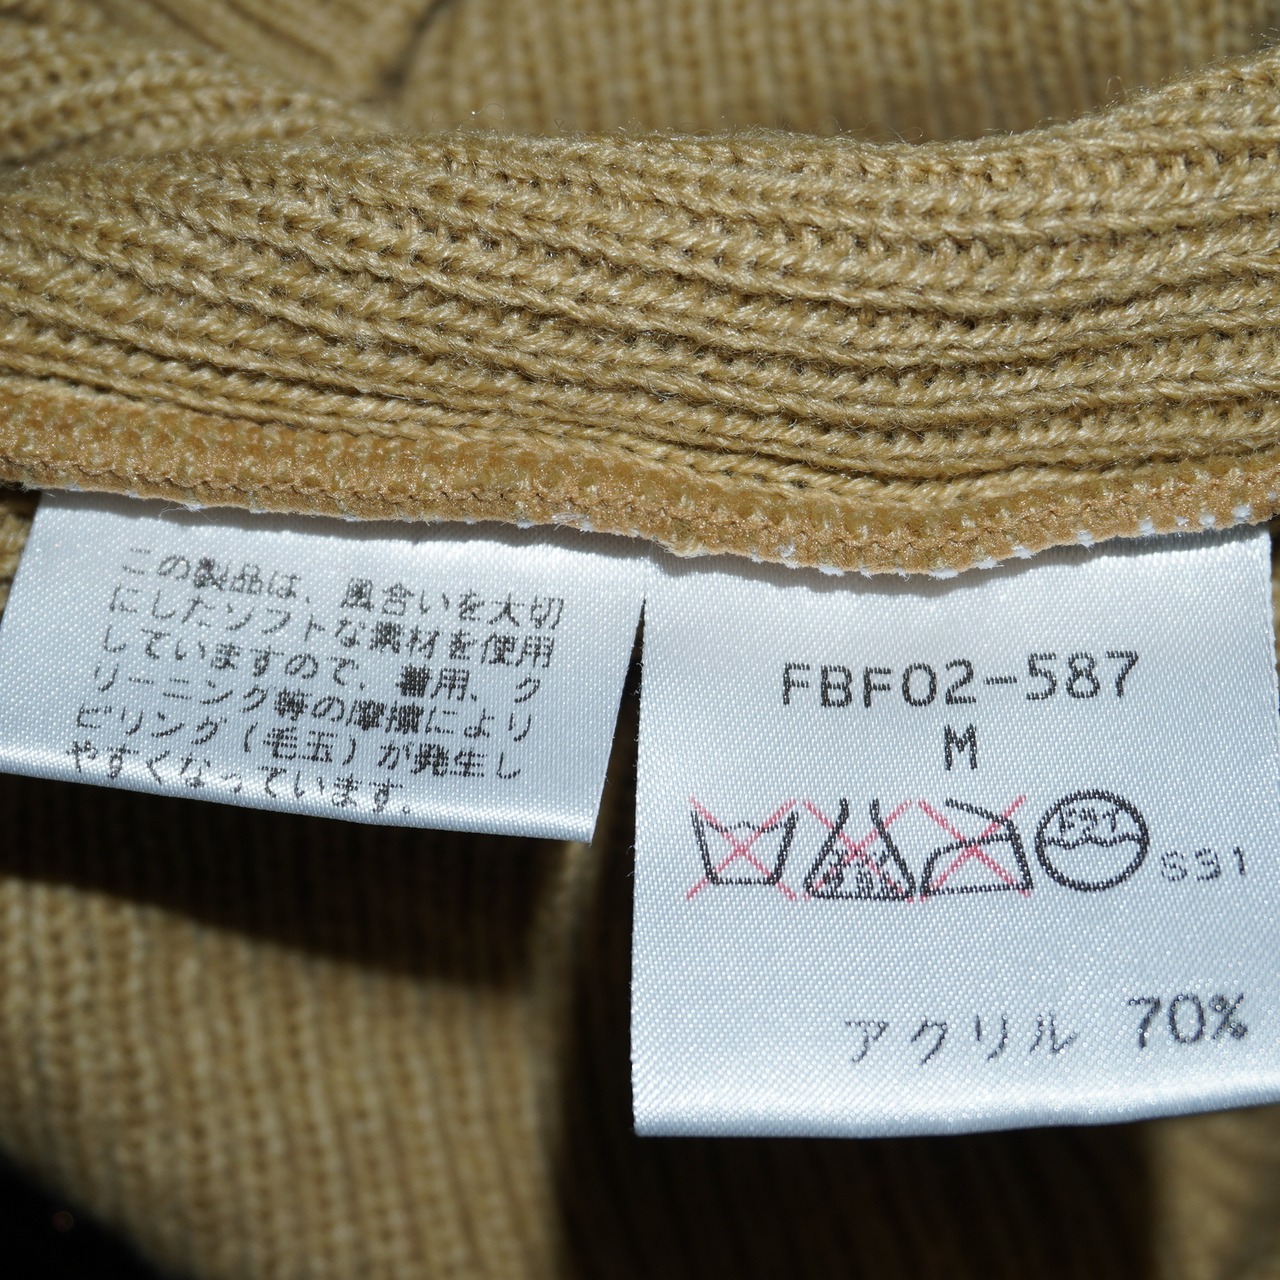 この製品は、風合いを大切
にしたソフトな素材を使用
していますので、着用、ク
リーニング等の摩擦により
ピリング（毛玉）が発生し
やすくなっています。
FBF02-587
M
ドライ
S91
アクリル 70%